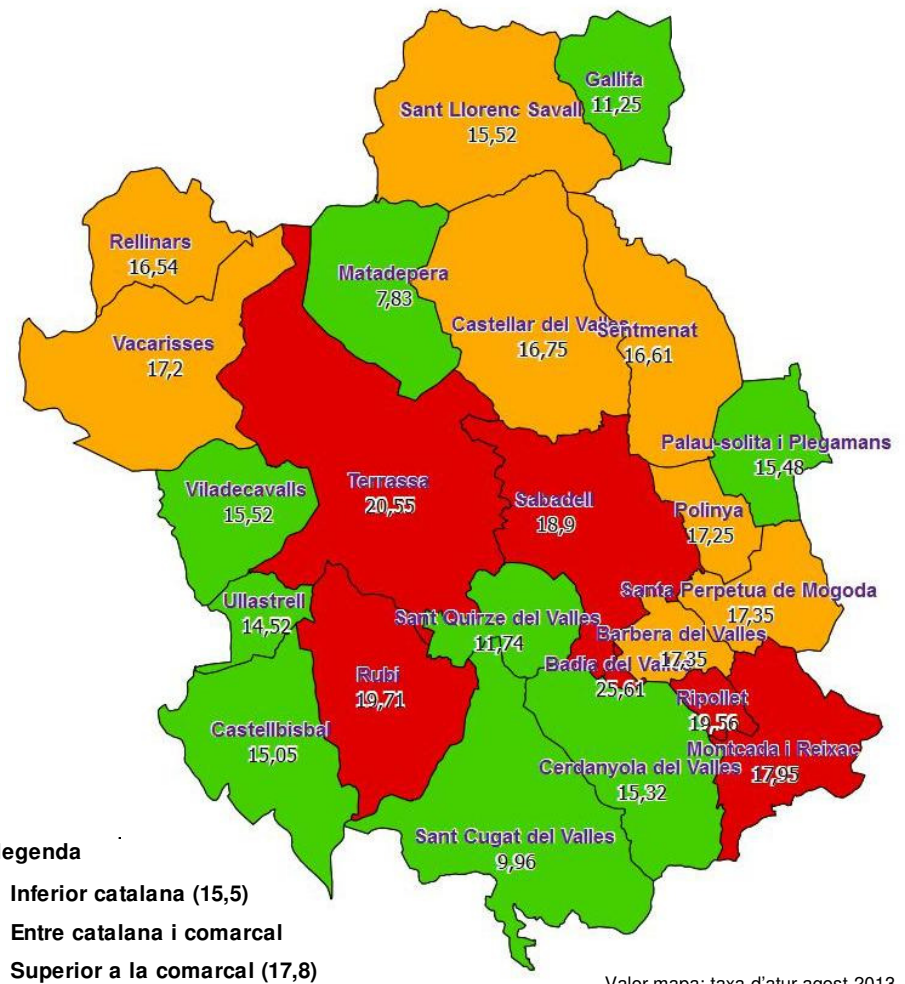 Gallifa
11,25
Sant Llorenc Savall
15,52
Rellinars
16,54
Matadepera
7,83
Castellar del Valles
16,75
Sentmenat
16,61
Vacarisses
17,2
Palau-solita i Plegamans
15,48
Terrassa
20,55
Viladecavalls
15,52
Sabadell
18,9
Polinya
17,25
Santa Perpetua de Mogoda
17,35
Ullastrell
14,52
Sant Quirze del Valles
11,74
Barbera del Valles
17,35
Badia del Valles
25,61
Rubi
19,71
Ripollet
19,56
Castellbisbal
15,05
Montcada i Reixac
17,95
Cerdanyola del Valles
15,32
Sant Cugat del Valles
9,96
legenda
Inferior catalana (15,5)
Entre catalana i comarcal
Superior a la comarcal (17,8)
Valor mapa: taxa d'atur agost 2013